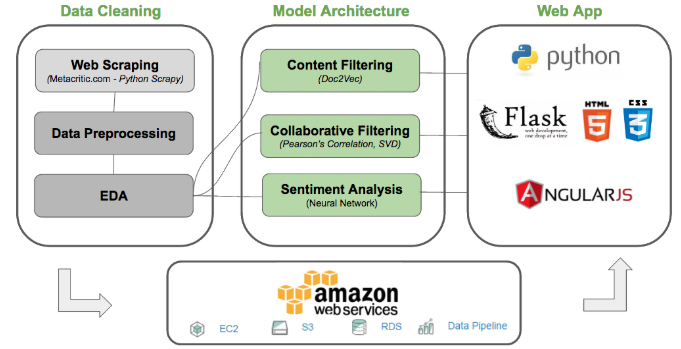 Data Cleaning
Model Architecture
Web App
Web Scraping
(Metacritic.com - Python Scrapy)
Data Preprocessing
EDA
Content Filtering
(Doc2Vec)
Collaborative Filtering
(Pearson's Correlation, SVD)
Sentiment Analysis
(Neural Network)
python
Flask
web development,
one drop at a time
HTML
5
CSS
3
A
NGULARJS
amazon
web services
EC2
S3
RDS
Data Pipeline